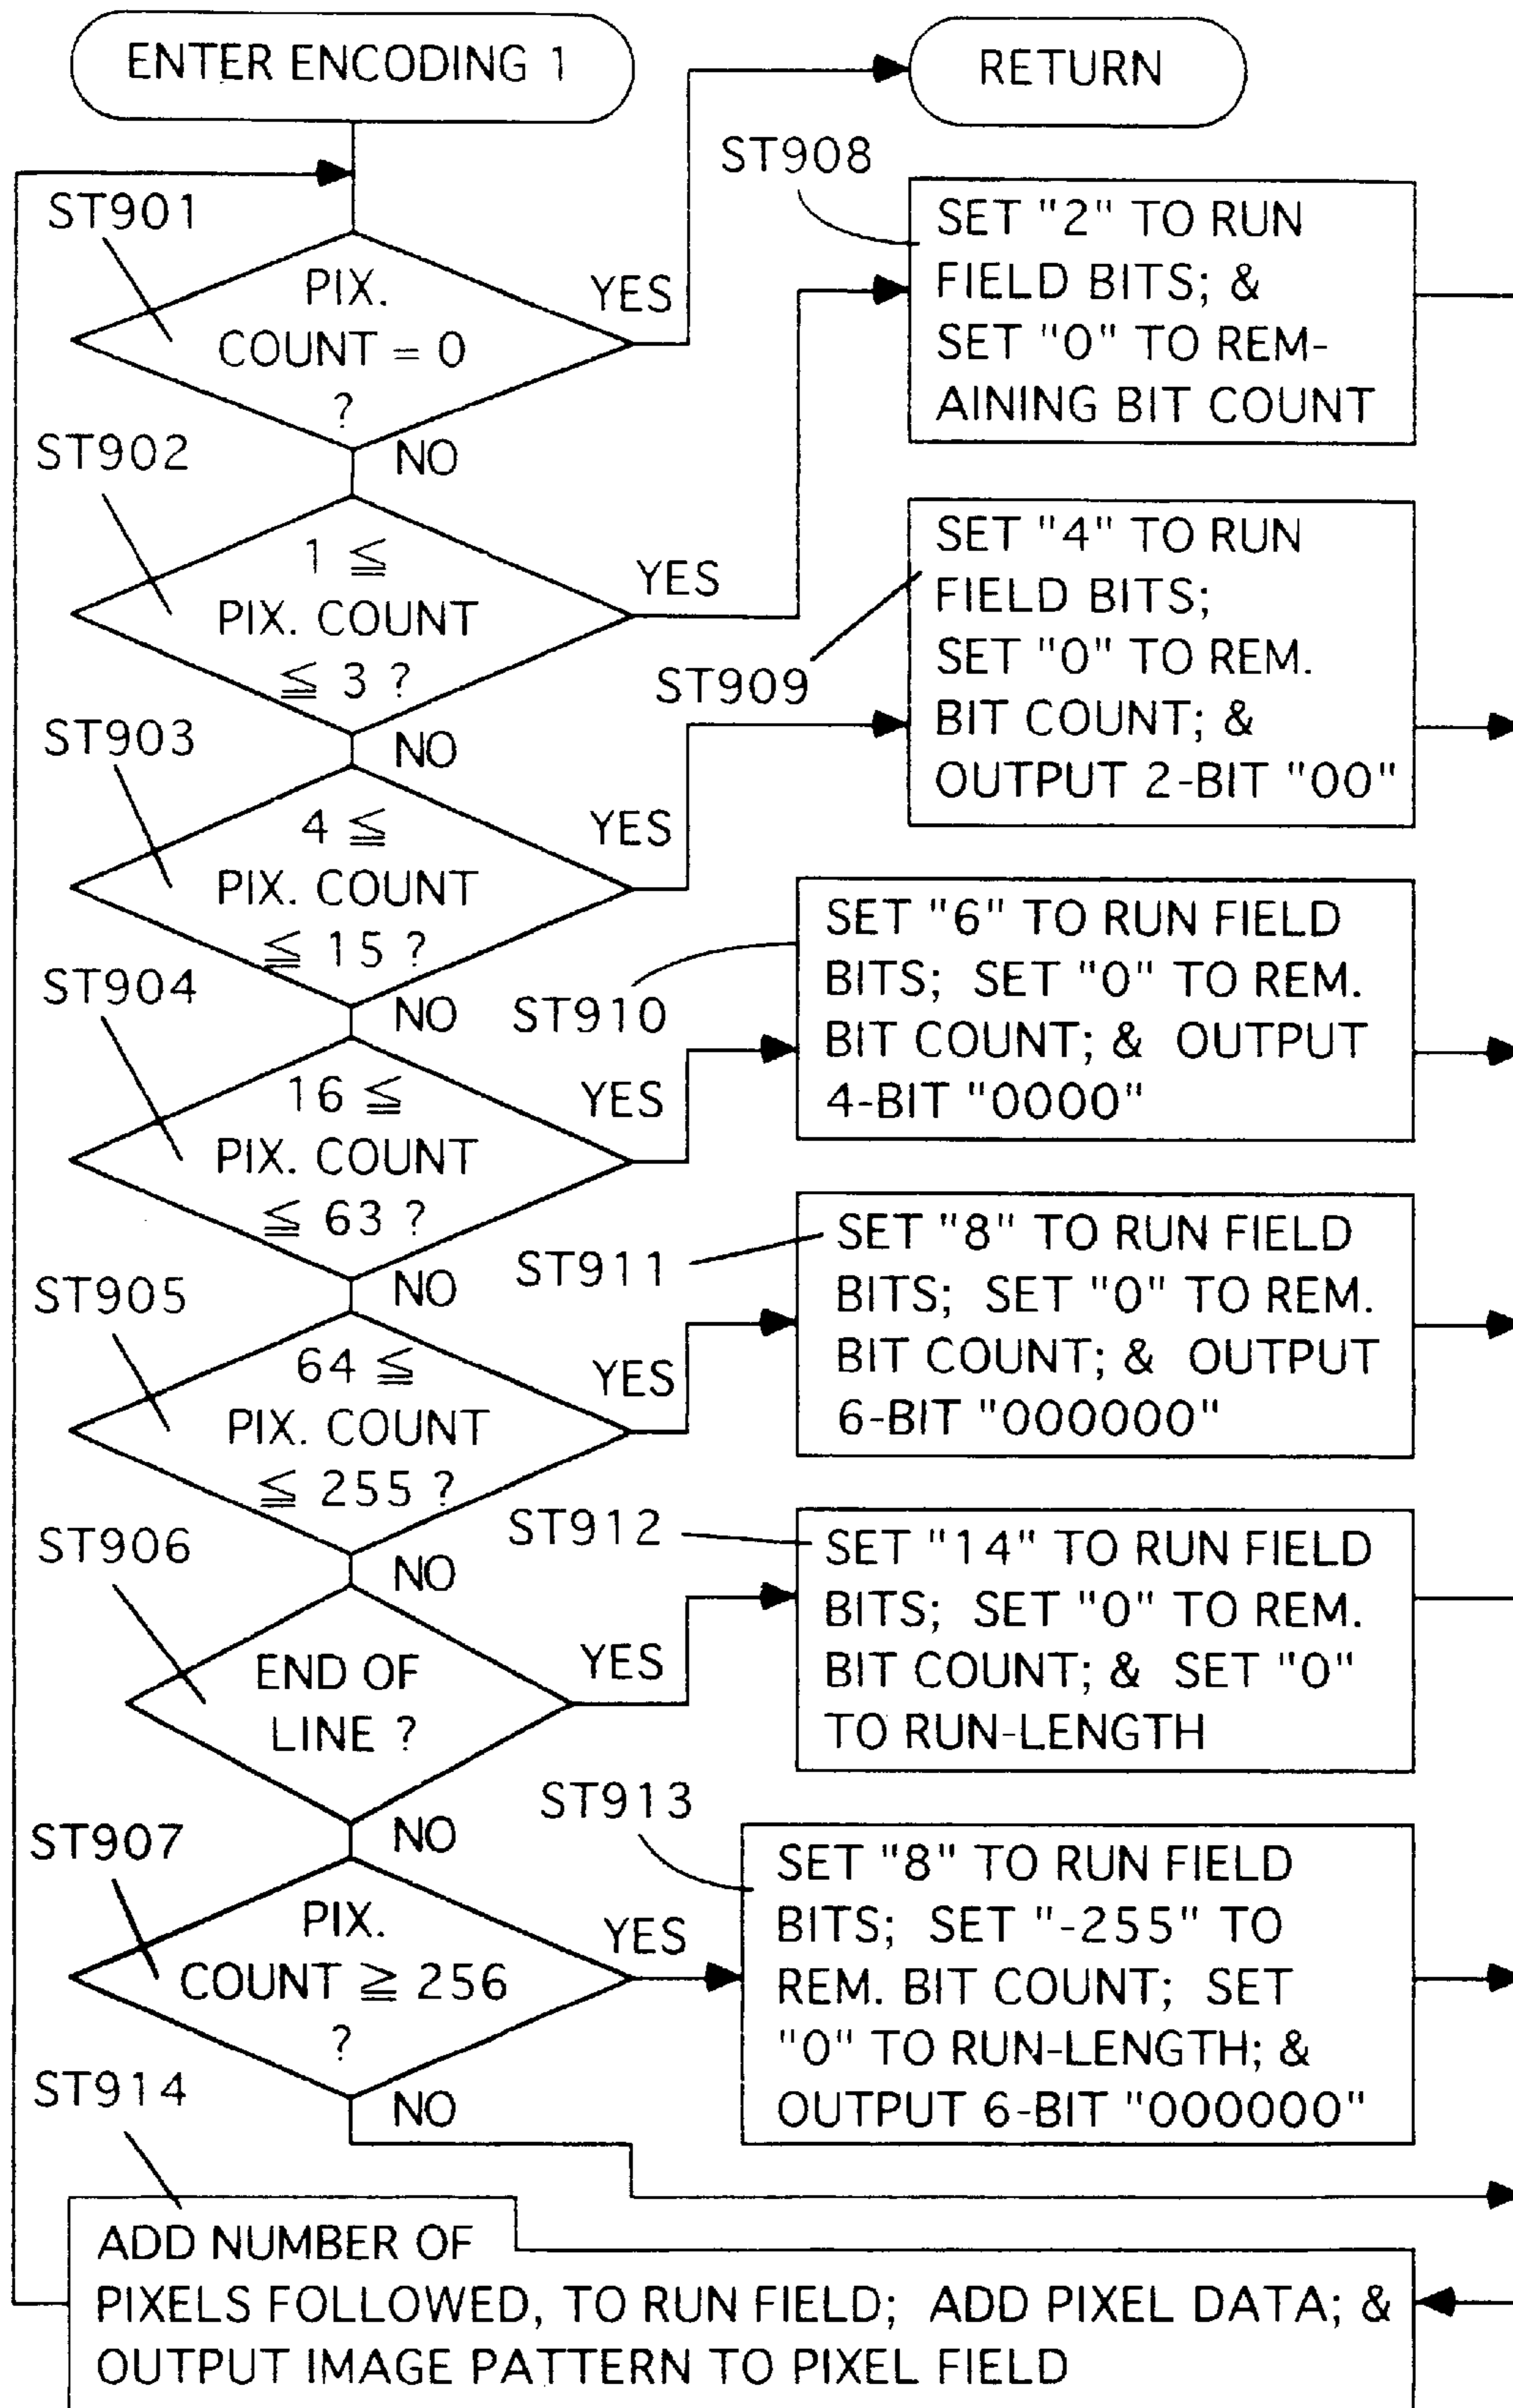 ENTER ENCODING 1
RETURN
ST901
PIX.
COUNT = 0
?
YES
NO
ST908
SET "2" TO RUN
FIELD BITS; &
SET "0" TO REM-
AINING BIT COUNT
ST902
1 ≦
PIX. COUNT
≦ 3 ?
YES
NO
ST909
SET "4" TO RUN
FIELD BITS;
SET "0" TO REM.
BIT COUNT; &
OUTPUT 2-BIT "00"
ST903
4 ≦
PIX. COUNT
≦ 15 ?
YES
NO
ST910
SET "6" TO RUN FIELD
BITS; SET "0" TO REM.
BIT COUNT; & OUTPUT
4-BIT "0000"
ST904
16 ≦
PIX. COUNT
≦ 63 ?
YES
NO
ST911
SET "8" TO RUN FIELD
BITS; SET "0" TO REM.
BIT COUNT; & OUTPUT
6-BIT "000000"
ST905
64 ≦
PIX. COUNT
≦ 255 ?
YES
NO
ST912
SET "14" TO RUN FIELD
BITS; SET "0" TO REM.
BIT COUNT; & SET "0"
TO RUN-LENGTH
ST906
END OF
LINE ?
YES
NO
ST913
SET "8" TO RUN FIELD
BITS; SET "-255" TO
REM. BIT COUNT; SET
"0" TO RUN-LENGTH; &
OUTPUT 6-BIT "000000"
ST907
PIX.
COUNT ≧ 256
?
YES
NO
ST914
ADD NUMBER OF
PIXELS FOLLOWED, TO RUN FIELD; ADD PIXEL DATA; &
OUTPUT IMAGE PATTERN TO PIXEL FIELD